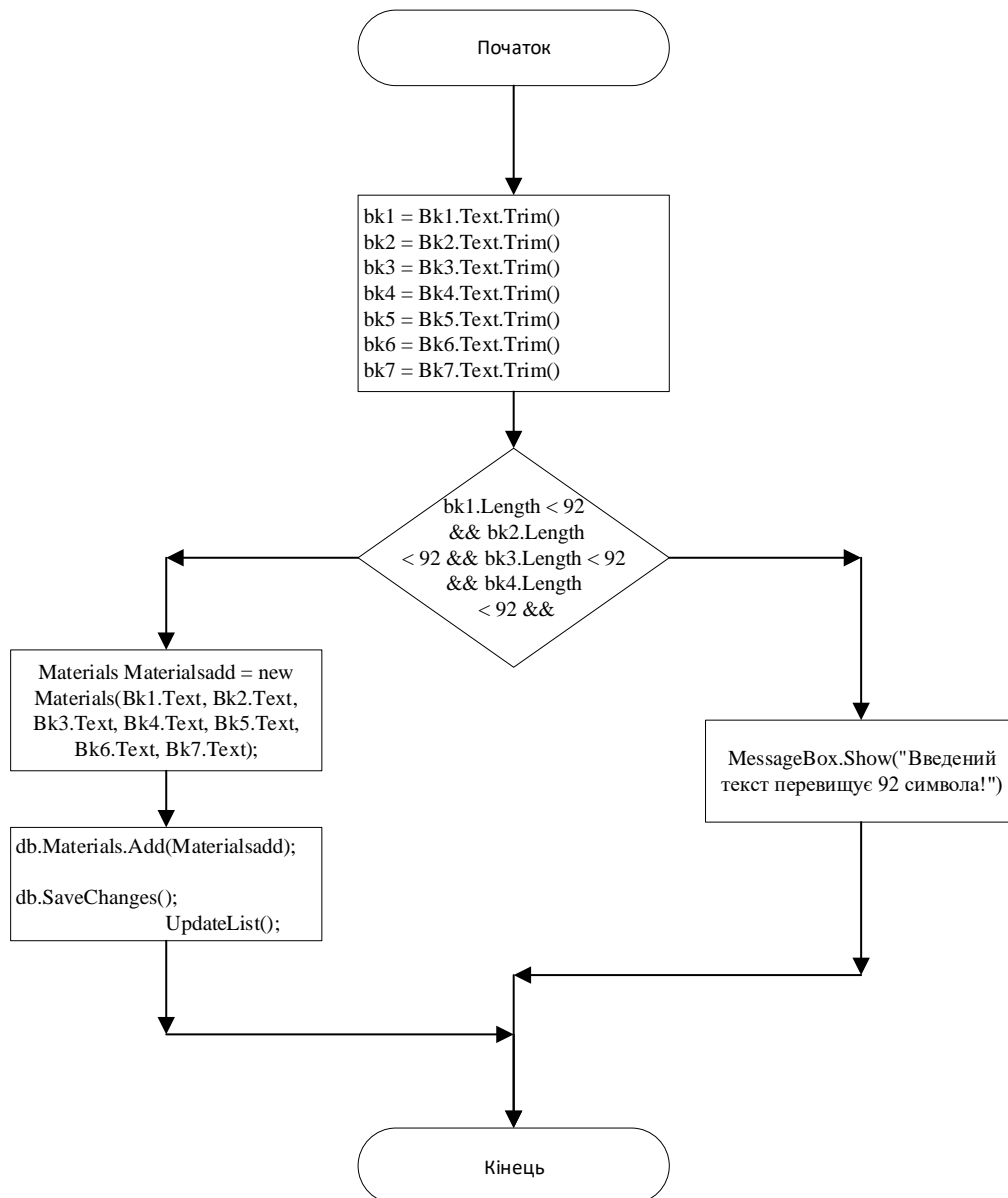 Початок
bk1 = Bk1.Text.Trim()
bk2 = Bk2.Text.Trim()
bk3 = Bk3.Text.Trim()
bk4 = Bk4.Text.Trim()
bk5 = Bk5.Text.Trim()
bk6 = Bk6.Text.Trim()
bk7 = Bk7.Text.Trim()
bk1.Length < 92
&& bk2.Length
< 92 && bk3.Length < 92
&& bk4.Length
< 92 &&
Materials Materialsadd = new
Materials(Bk1.Text, Bk2.Text,
Bk3.Text, Bk4.Text, Bk5.Text,
Bk6.Text, Bk7.Text);
MessageBox.Show("Введений
текст перевищує 92 символа!")
db.Materials.Add(Materialsadd);
db.SaveChanges();
UpdateList();
Кінець